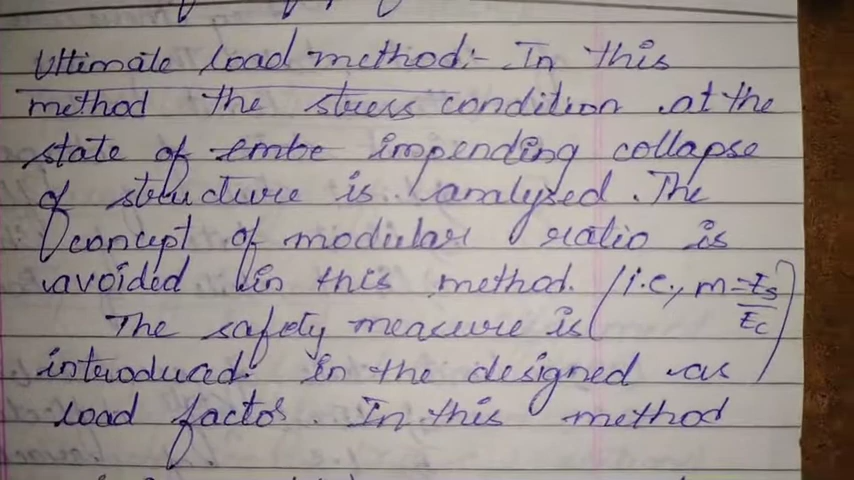 Ultimate load method:- In this
method the stress condition at the
state of embe impending collapse
of structure is analysed. The
concept of modular ratio is
avoided in this method. (i.e., m = Es/Ec)
The safety measure is
introduced in the designed as
load factor. In this method